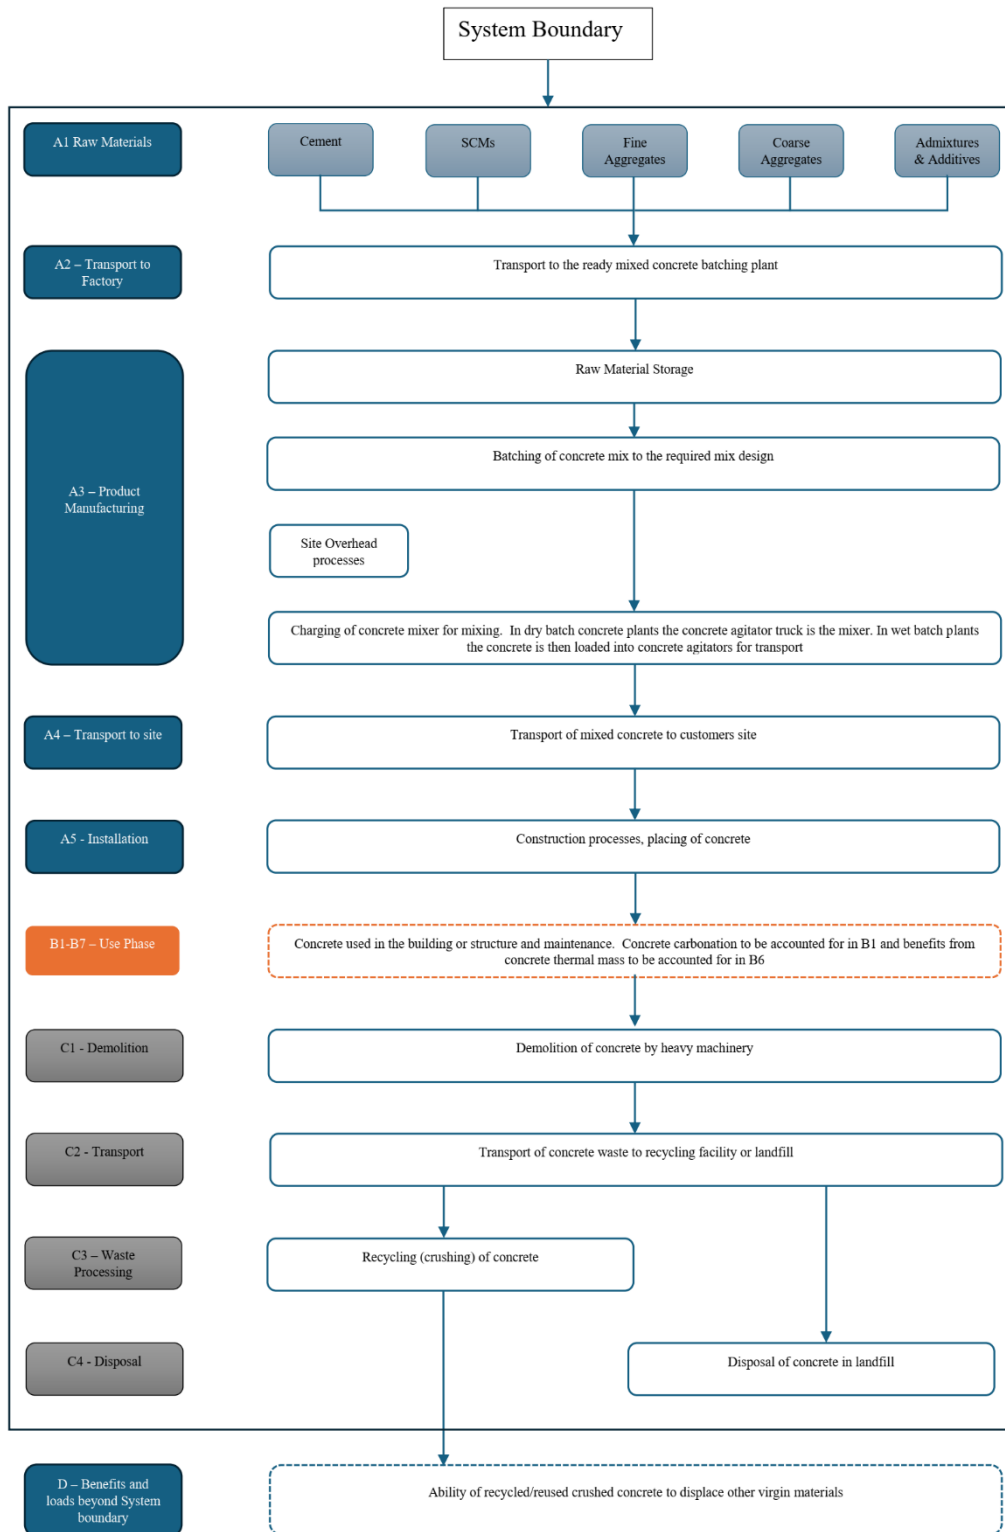 System Boundary
A1 Raw Materials
Cement
SCMs
Fine
Aggregates
Coarse
Aggregates
Admixtures
& Additives
A2 – Transport to
Factory
Transport to the ready mixed concrete batching plant
Raw Material Storage
Batching of concrete mix to the required mix design
A3 – Product
Manufacturing
Site Overhead
processes
Charging of concrete mixer for mixing.  In dry batch concrete plants the concrete agitator truck is the mixer. In wet batch plants
the concrete is then loaded into concrete agitators for transport
A4 – Transport to site
Transport of mixed concrete to customers site
A5 - Installation
Construction processes, placing of concrete
B1-B7 – Use Phase
Concrete used in the building or structure and maintenance.  Concrete carbonation to be accounted for in B1 and benefits from
concrete thermal mass to be accounted for in B6
C1 - Demolition
Demolition of concrete by heavy machinery
C2 - Transport
Transport of concrete waste to recycling facility or landfill
C3 – Waste
Processing
Recycling (crushing) of concrete
C4 - Disposal
Disposal of concrete in landfill
D – Benefits and
loads beyond System
boundary
Ability of recycled/reused crushed concrete to displace other virgin materials